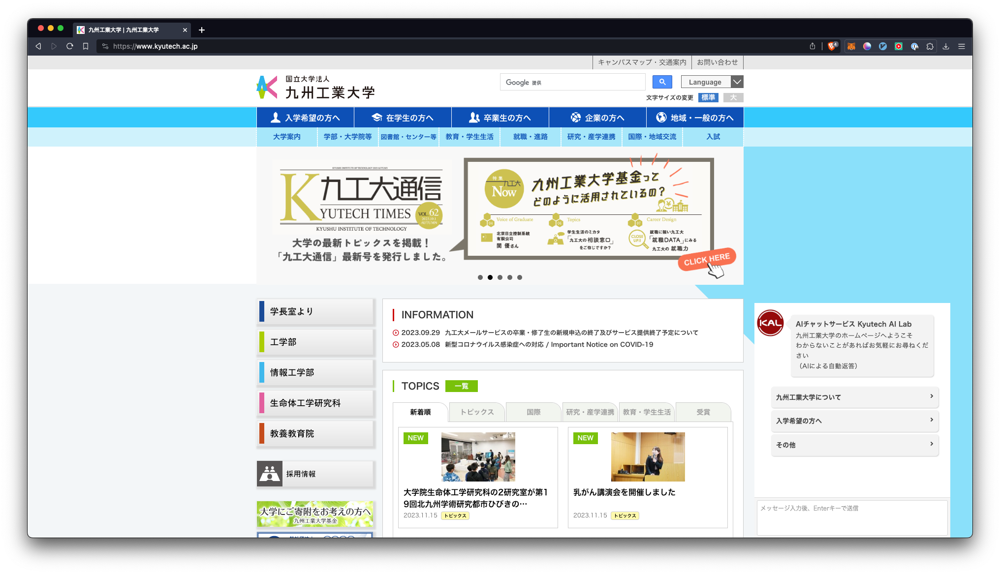 九州工業大学 | 九州工業大学
https://www.kyutech.ac.jp
4
キャンパスマップ・交通案内
お問い合わせ
国立大学法人
九州工業大学
Google 提供
Language
文字サイズの変更 標準 大
入学希望の方へ
在学生の方へ
卒業生の方へ
企業の方へ
地域・一般の方へ
大学案内
学部・大学院等
図書館・センター等
教育・学生生活
就職・進路
研究・産学連携
国際・地域交流
入試
KYUSHU INSTITUTE OF TECHNOLOGY 2023 AUTUMN
九工大通信
KYUTECH TIMES
VOL.62
2023.10.1
AUTUMN
KYUSHU INSTITUTE OF TECHNOLOGY
大学の最新トピックスを掲載！
「九工大通信」最新号を発行しました。
特集
九工大
Now
九州工業大学基金って
どのように活用されているの？
04 Voice of Graduate
北京日立控制系統
有限公司
関 優さん
06 Topics
学生生活のミカタ
「九工大の相談窓口」
をご存じですか？
07 Career Design
CLOSE
UP!!
就職に強い九工大
「就職DATA」にみる
九工大の 就職力
CLICK HERE
学長室より
工学部
情報工学部
生命体工学研究科
教養教育院
採用情報
大学にご寄附をお考えの方へ
九州工業大学基金
INFORMATION
2023.09.29 九工大メールサービスの卒業・修了生の新規申込の終了及びサービス提供終了予定について
2023.05.08 新型コロナウイルス感染症への対応 / Important Notice on COVID-19
TOPICS 一覧
新着順
トピックス
国際
研究・産学連携
教育・学生生活
受賞
NEW
大学院生命体工学研究科の2研究室が第1
9回北九州学術研究都市ひびきの…
2023.11.15 トピックス
NEW
乳がん講演会を開催しました
2023.11.15 トピックス
KAL
AIチャットサービス Kyutech AI Lab
九州工業大学のホームページへようこそ
わからないことがあればお気軽にお尋ねくだ
さい
（AIによる自動返答）
九州工業大学について
入学希望の方へ
その他
メッセージ入力後、Enterキーで送信